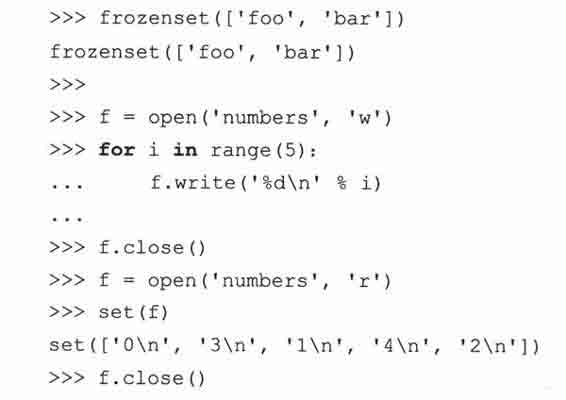 >>> frozenset(['foo', 'bar'])
frozenset(['foo', 'bar'])
>>>
>>> f = open('numbers', 'w')
>>> for i in range(5):
...     f.write('%d\n' % i)
...
>>> f.close()
>>> f = open('numbers', 'r')
>>> set(f)
set(['0\n', '3\n', '1\n', '4\n', '2\n'])
>>> f.close()